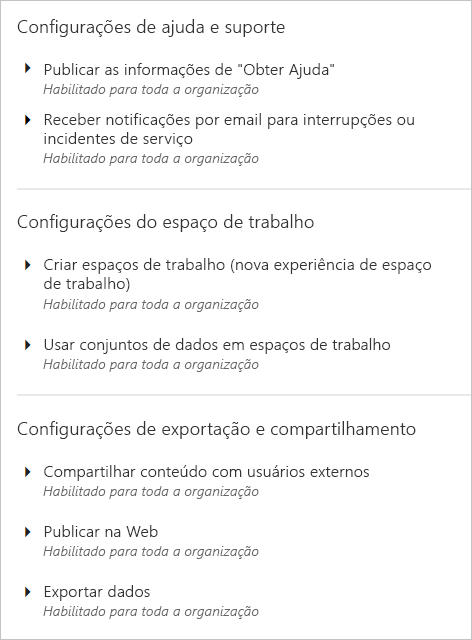 Configurações de ajuda e suporte
Publicar as informações de "Obter Ajuda"
Habilitado para toda a organização
Receber notificações por email para interrupções ou
incidentes de serviço
Habilitado para toda a organização
Configurações do espaço de trabalho
Criar espaços de trabalho (nova experiência de espaço
de trabalho)
Habilitado para toda a organização
Usar conjuntos de dados em espaços de trabalho
Habilitado para toda a organização
Configurações de exportação e compartilhamento
Compartilhar conteúdo com usuários externos
Habilitado para toda a organização
Publicar na Web
Habilitado para toda a organização
Exportar dados
Habilitado para toda a organização